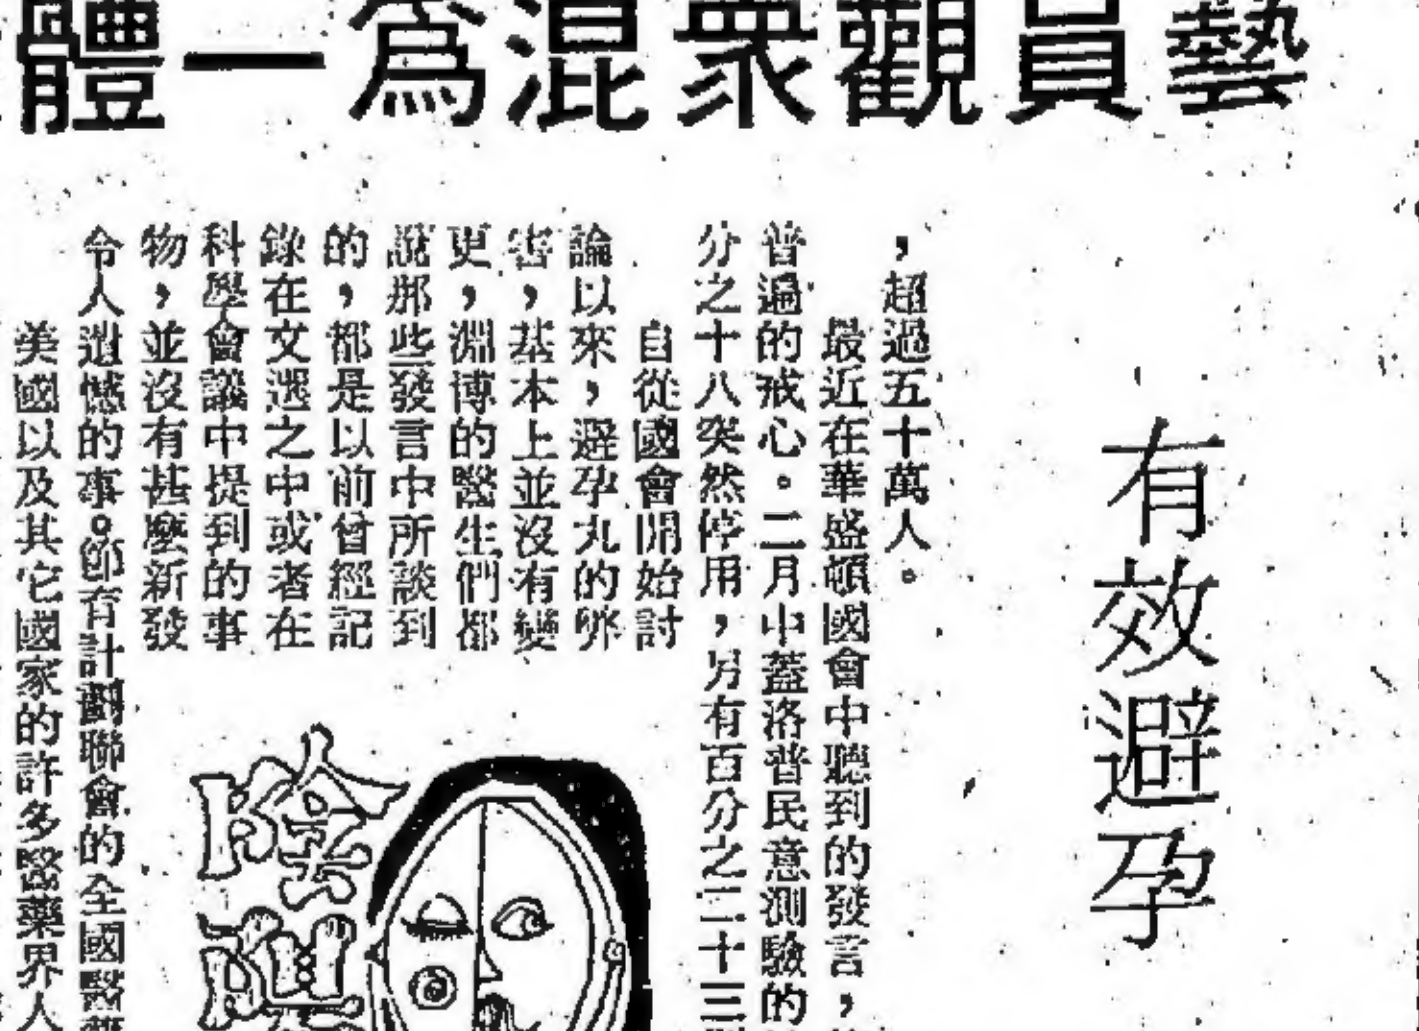 藝員觀衆混為一體
有效避孕
，超過五十萬人。
最近在華盛頓國會中聽到的發言，
普遍的戒心。二月中蓋洛普民意測驗的
分之十八突然停用，另有百分之二十三
自從國會開始討
論以來，避孕丸的弊
害，基本上並沒有變
更，淵博的醫生們都
說那些發言中所談到
的，都是以前曾經記
錄在文選之中或者在
科學會議中提到的事
物，並沒有甚麼新發
令人遺憾的事。節育計劃聯會的全國醫藥
美國以及其它國家的許多醫藥界人
陰
陽